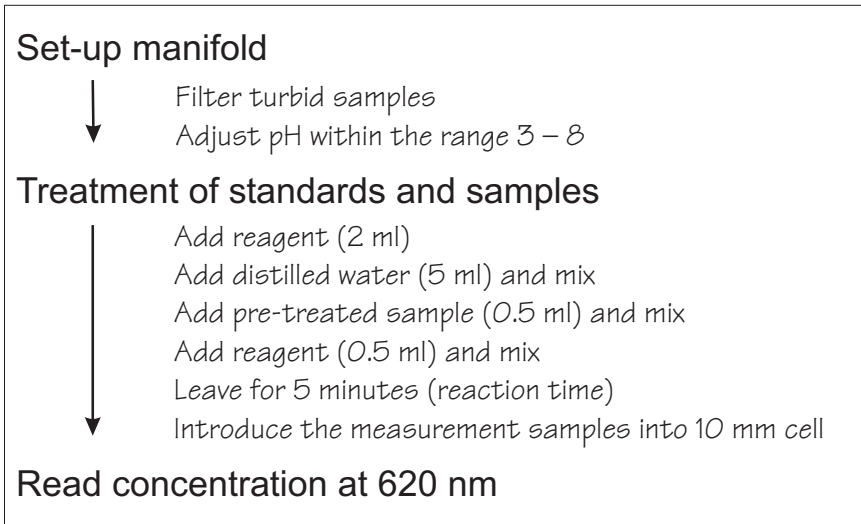 Set-up manifold
Filter turbid samples
Adjust pH within the range 3 – 8
Treatment of standards and samples
Add reagent (2 ml)
Add distilled water (5 ml) and mix
Add pre-treated sample (0.5 ml) and mix
Add reagent (0.5 ml) and mix
Leave for 5 minutes (reaction time)
Introduce the measurement samples into 10 mm cell
Read concentration at 620 nm